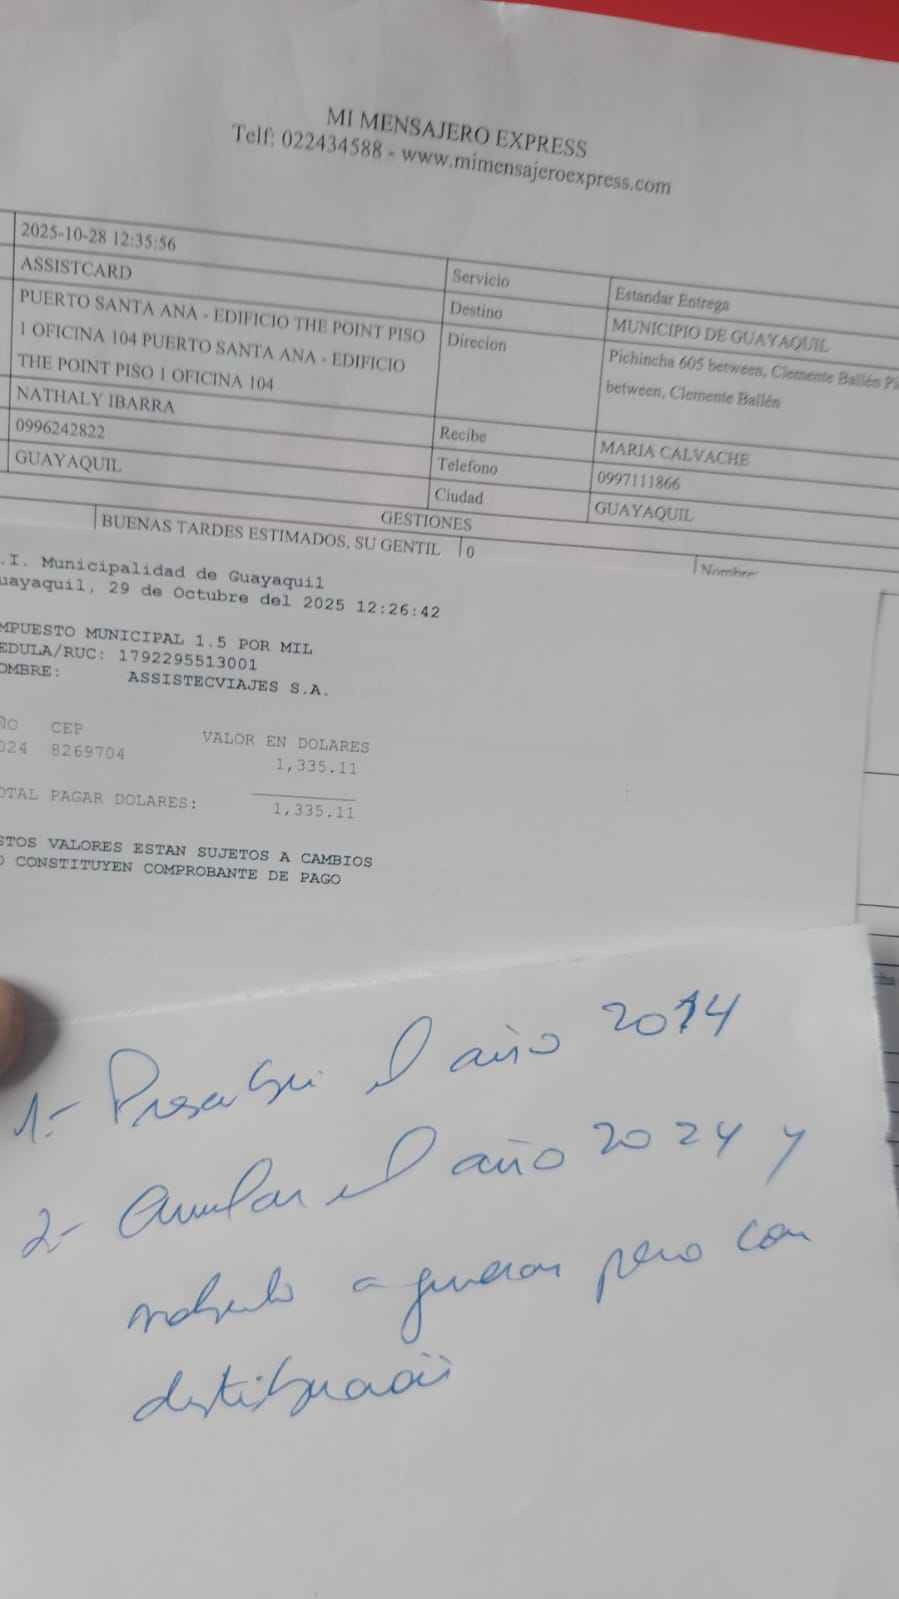 MI MENSAJERO EXPRESS
Telf: 022434588 - www.mimensajeroexpress.com
2025-10-28 12:35:56
ASSISTCARD
PUERTO SANTA ANA - EDIFICIO THE POINT PISO
1 OFICINA 104 PUERTO SANTA ANA - EDIFICIO
THE POINT PISO 1 OFICINA 104
NATHALY IBARRA
0996242822
GUAYAQUIL
Servicio Estandar Entrega
Destino MUNICIPIO DE GUAYAQUIL
Direcion Pichincha 605 between, Clemente Ballén
between, Clemente Ballén
Recibe MARIA CALVACHE
Telefono 0997111866
Ciudad GUAYAQUIL
GESTIONES
BUENAS TARDES ESTIMADOS, SU GENTIL 0 Nombre
.I. Municipalidad de Guayaquil
uayaquil, 29 de Octubre del 2025 12:26:42
MPUESTO MUNICIPAL 1.5 POR MIL
EDULA/RUC: 1792295513001
OMBRE: ASSISTECVIAJES S.A.
ÑO CEP VALOR EN DOLARES
024 8269704 1,335.11
OTAL PAGAR DOLARES: 1,335.11
STOS VALORES ESTAN SUJETOS A CAMBIOS
O CONSTITUYEN COMPROBANTE DE PAGO
1.- el año 2014
2- Anular el año 2024 y
a generar pero con